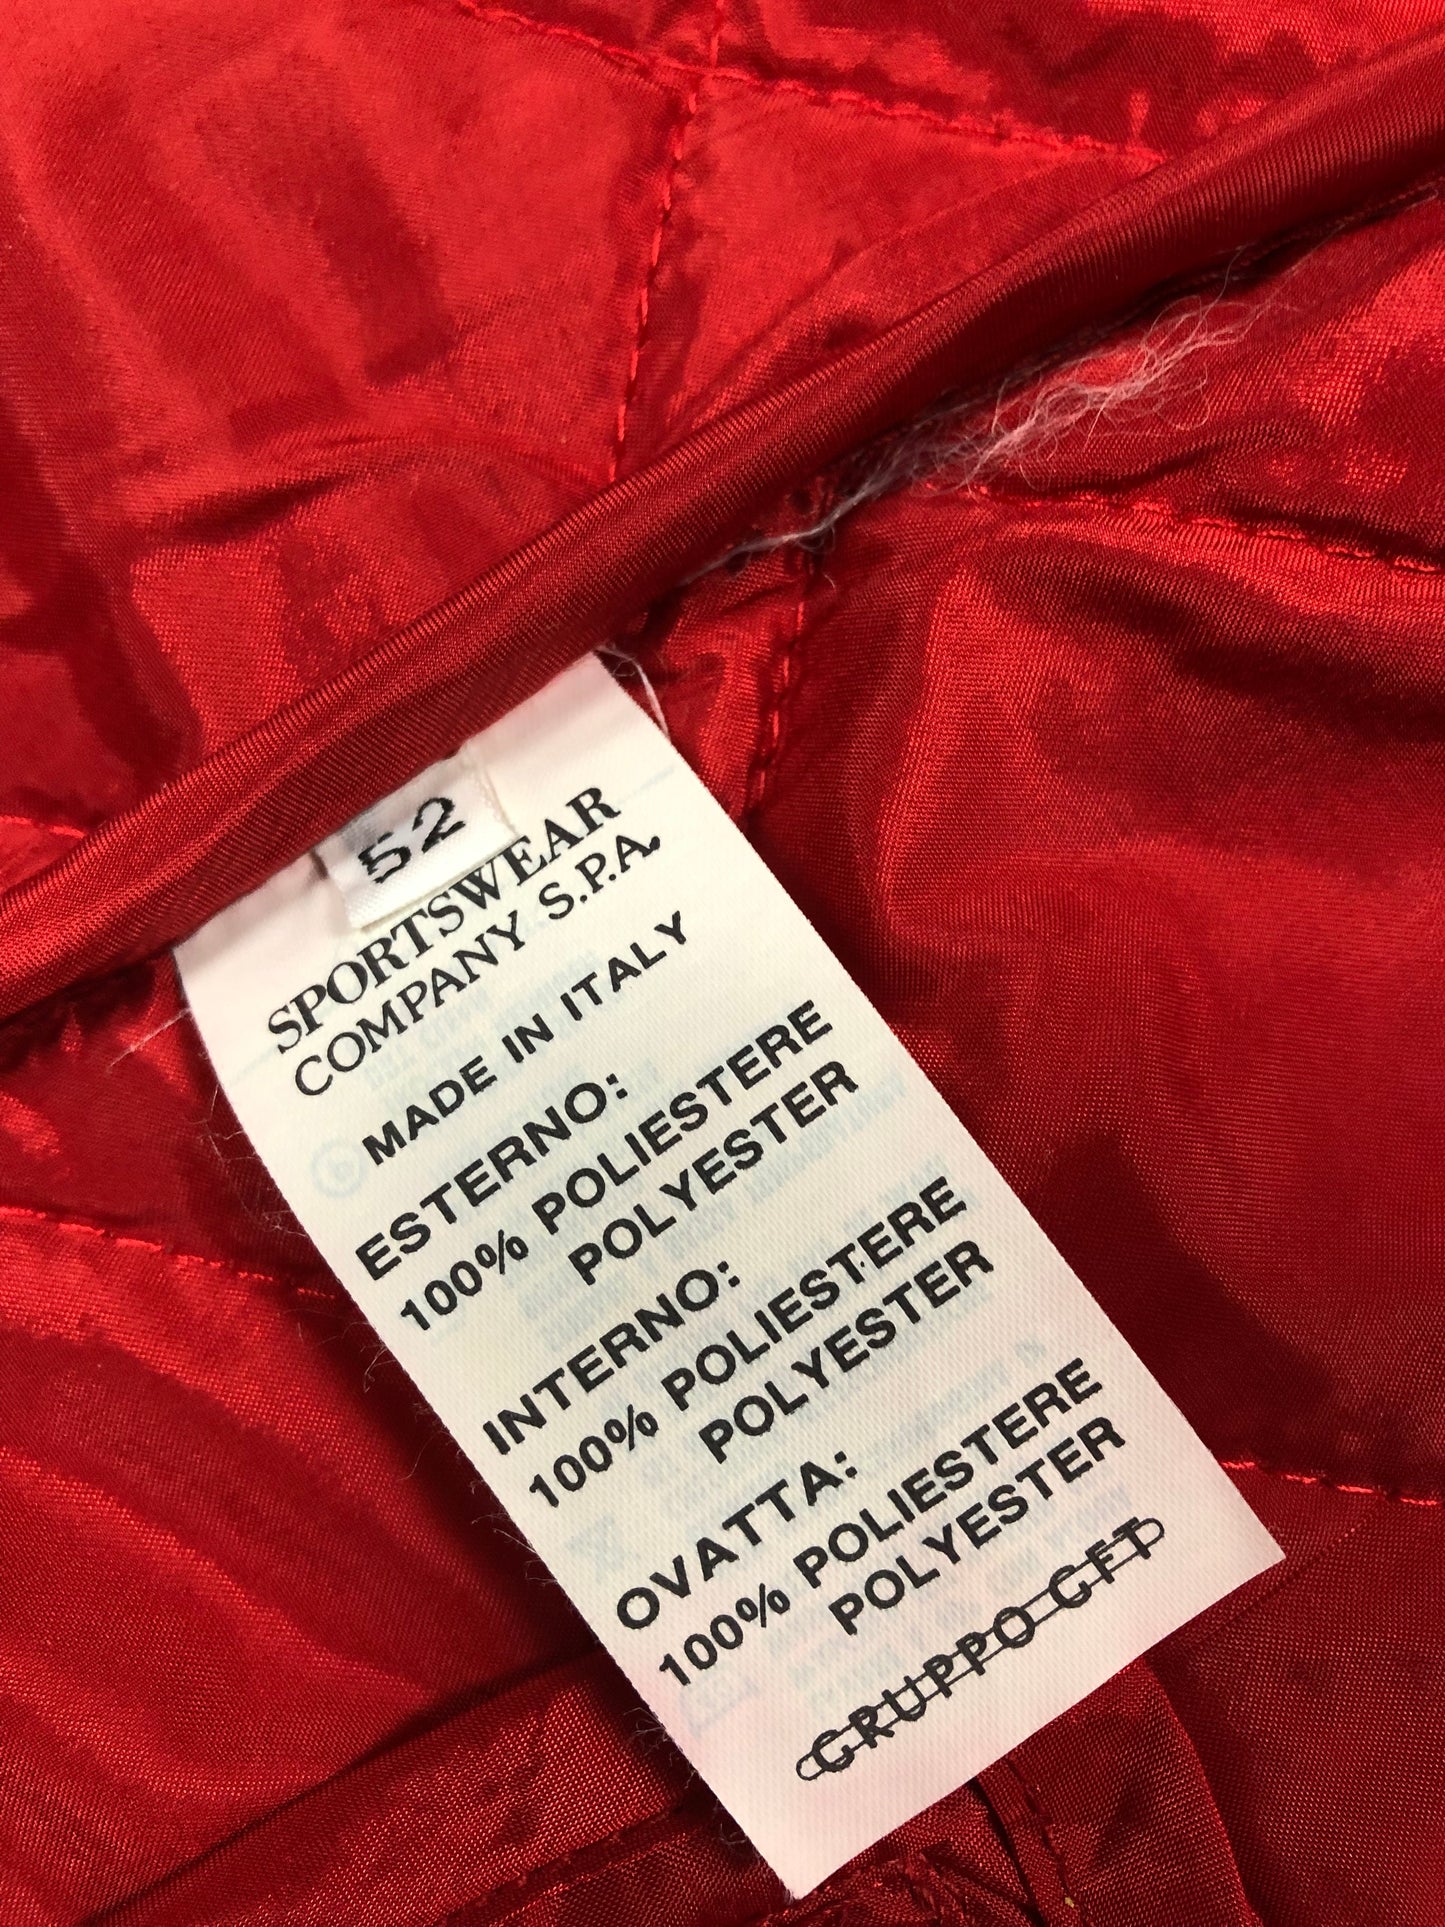 52
SPORTSWEAR
COMPANY S.P.A.
MADE IN ITALY
ESTERNO:
100% POLIESTERE
POLYESTER
INTERNO:
100% POLIESTERE
POLYESTER
OVATTA:
100% POLIESTERE
POLYESTER
GRUPPO GFT